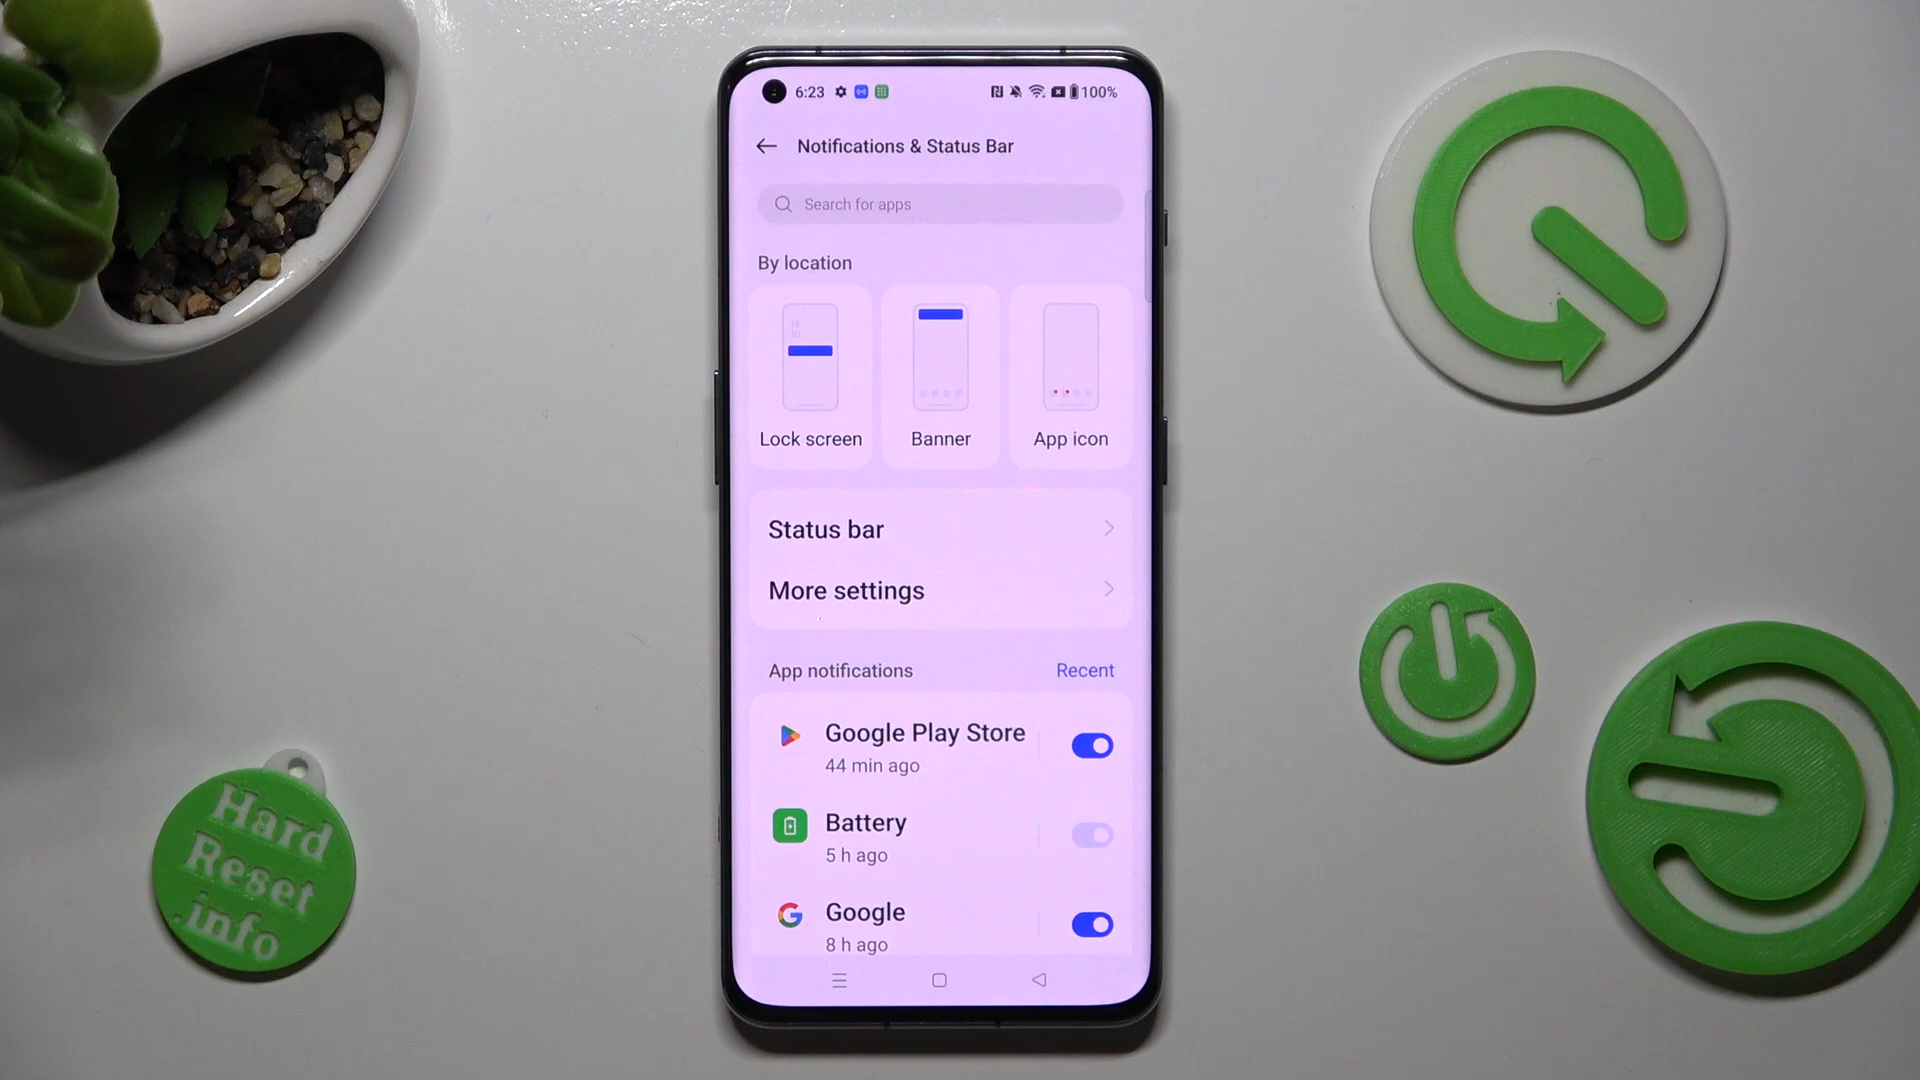 6:23
100%
Notifications & Status Bar
Search for apps
By location
19
30
Lock screen
Banner
App icon
Status bar
More settings
App notifications
Recent
Google Play Store
44 min ago
Battery
5 h ago
Google
8 h ago
Hard
Reset
.info